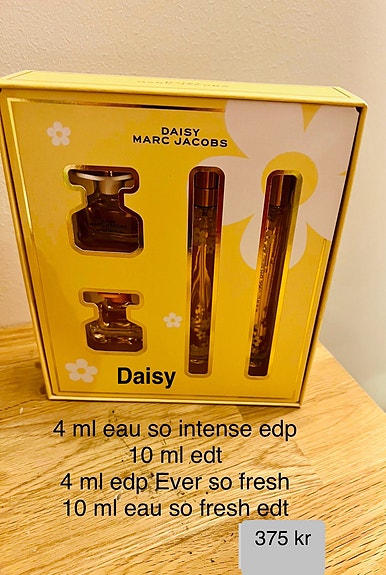 DAISY
MARC JACOBS
Daisy
4 ml eau so intense edp
10 ml edt
4 ml edp Ever so fresh
10 ml eau so fresh edt
375 kr